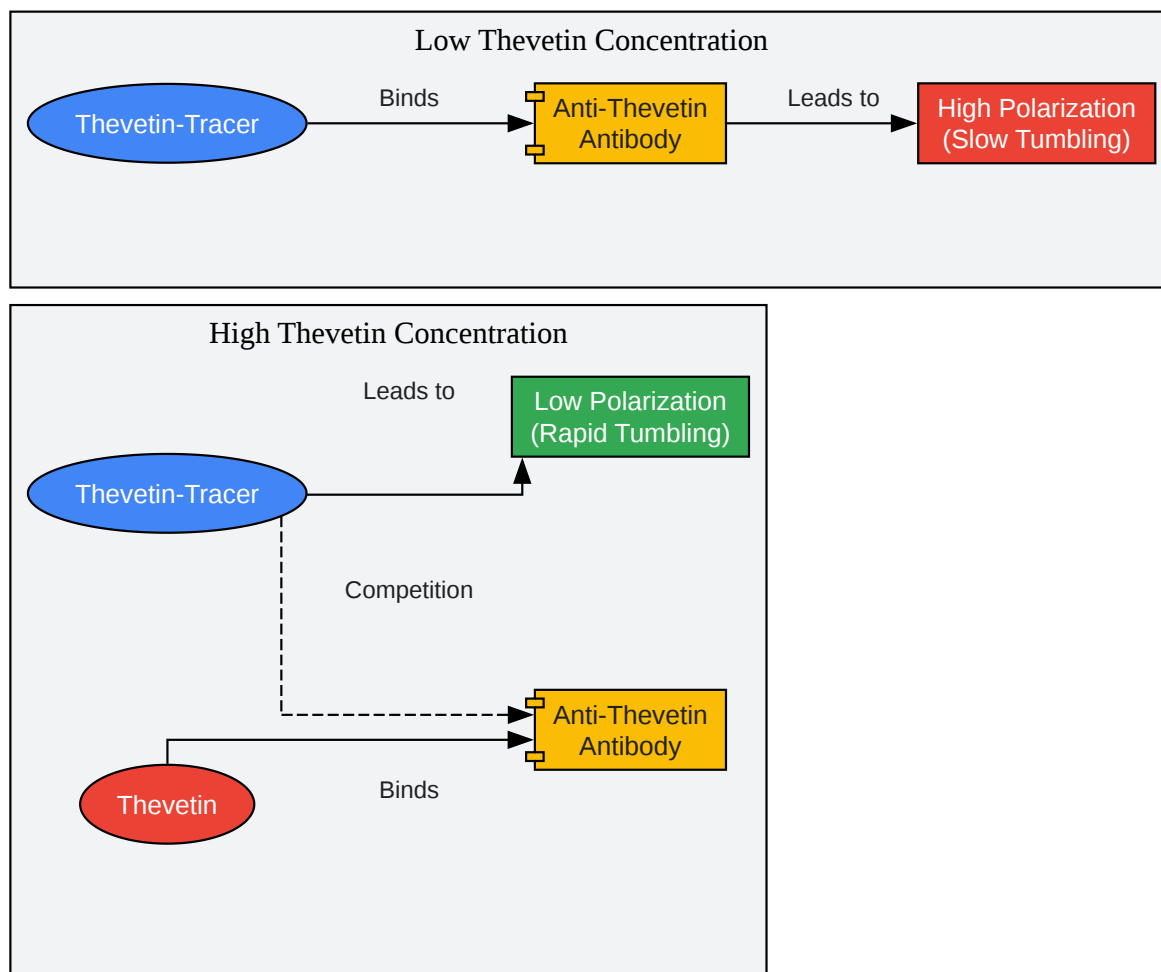 Low Thevetin Concentration
Thevetin-Tracer
Binds
Anti-Thevetin
Antibody
Leads to
High Polarization
(Slow Tumbling)
High Thevetin Concentration
Leads to
Low Polarization
(Rapid Tumbling)
Thevetin-Tracer
Competition
Anti-Thevetin
Antibody
Binds
Thevetin